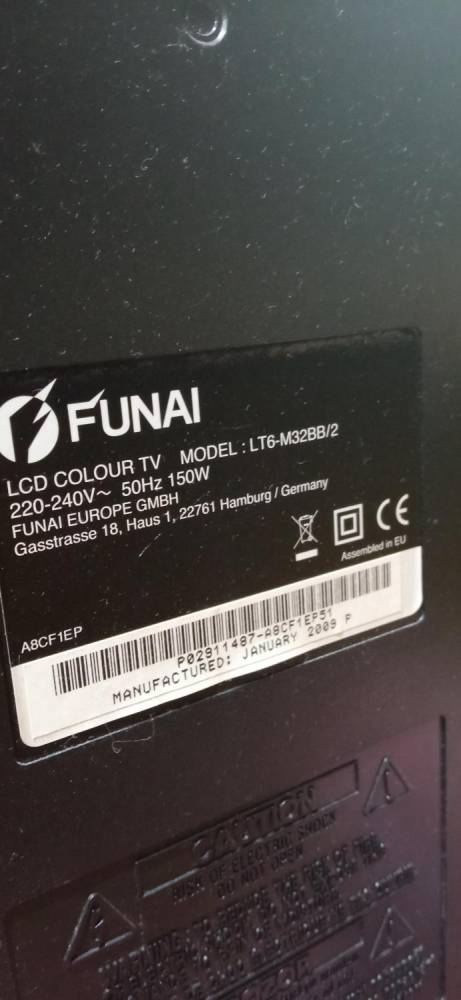 FUNAI
LCD COLOUR TV MODEL : LT6-M32BB/2
220-240V~ 50Hz 150W
FUNAI EUROPE GMBH
Gasstrasse 18, Haus 1, 22761 Hamburg / Germany
CE
Assembled in EU
A8CF1EP
P02911487-A8CF1EP51
MANUFACTURED: JANUARY 2009 P
CAUTION
RISK OF ELECTRIC SHOCK
DO NOT OPEN